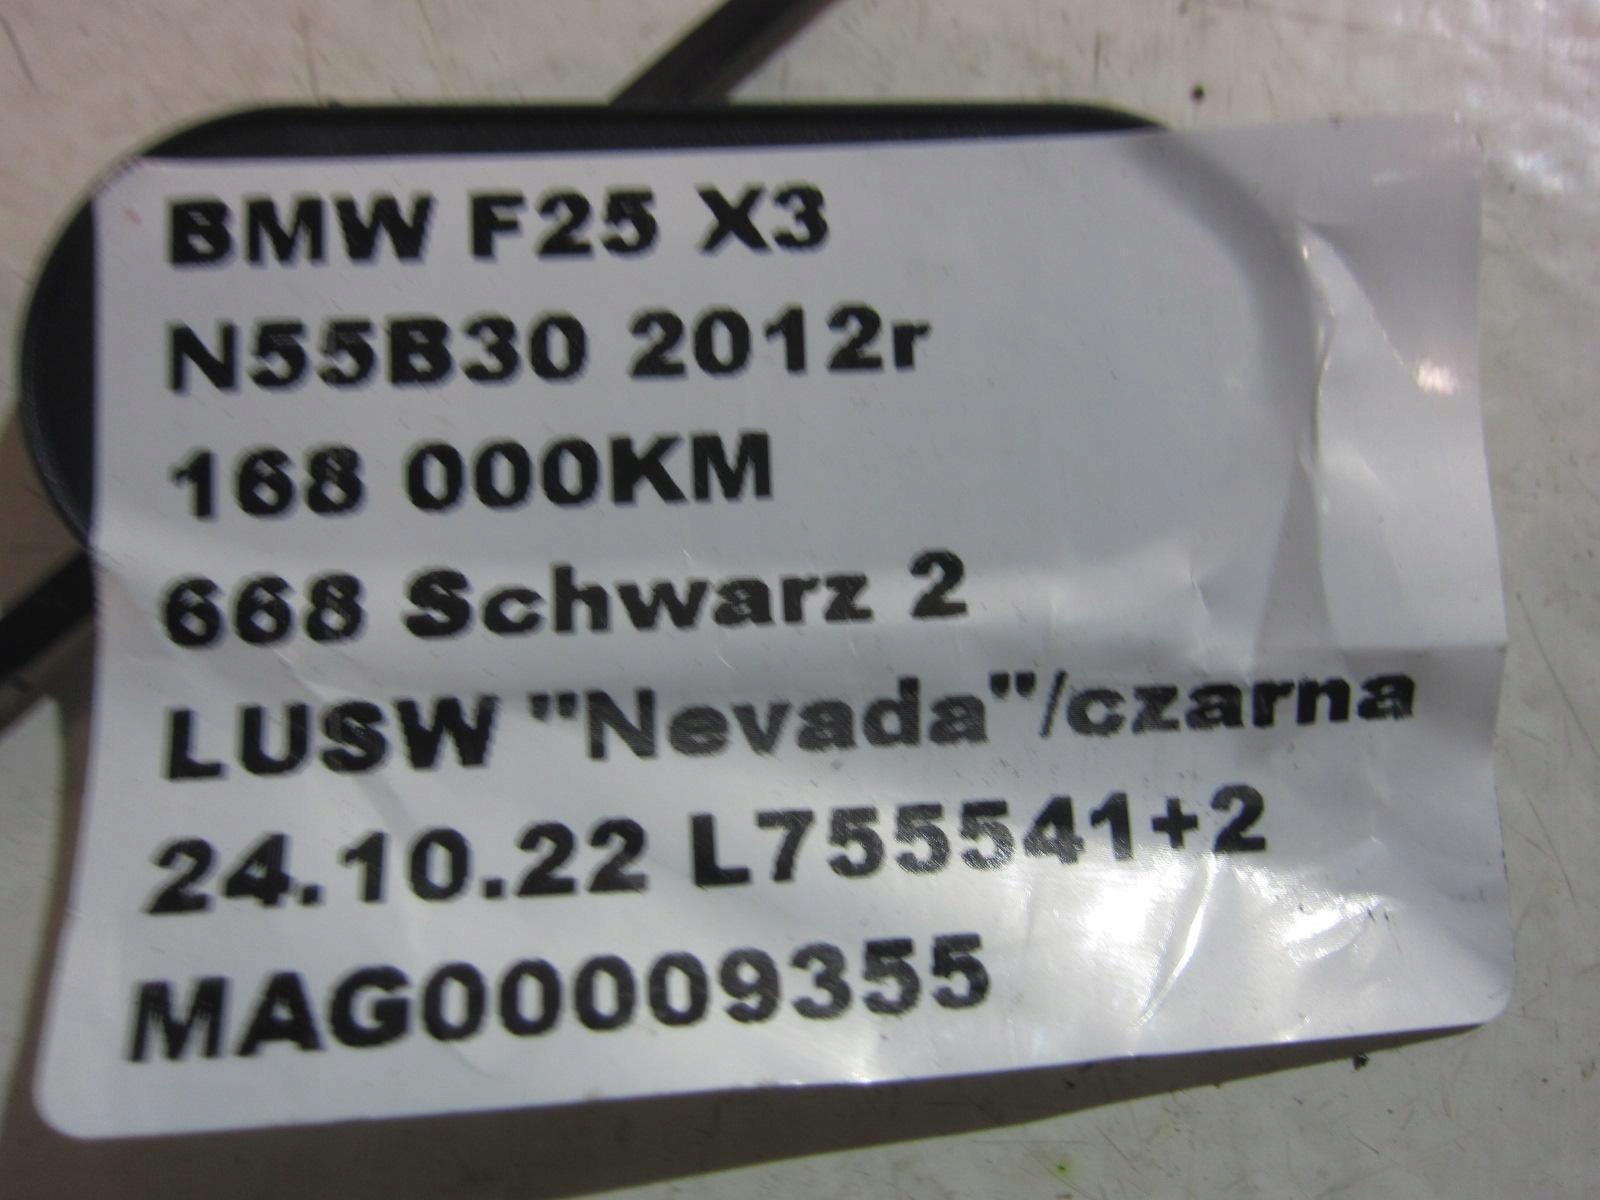 BMW F25 X3
N55B30 2012r
168 000KM
668 Schwarz 2
LUSW "Nevada"/czarna
24.10.22 L755541+2
MAG00009355